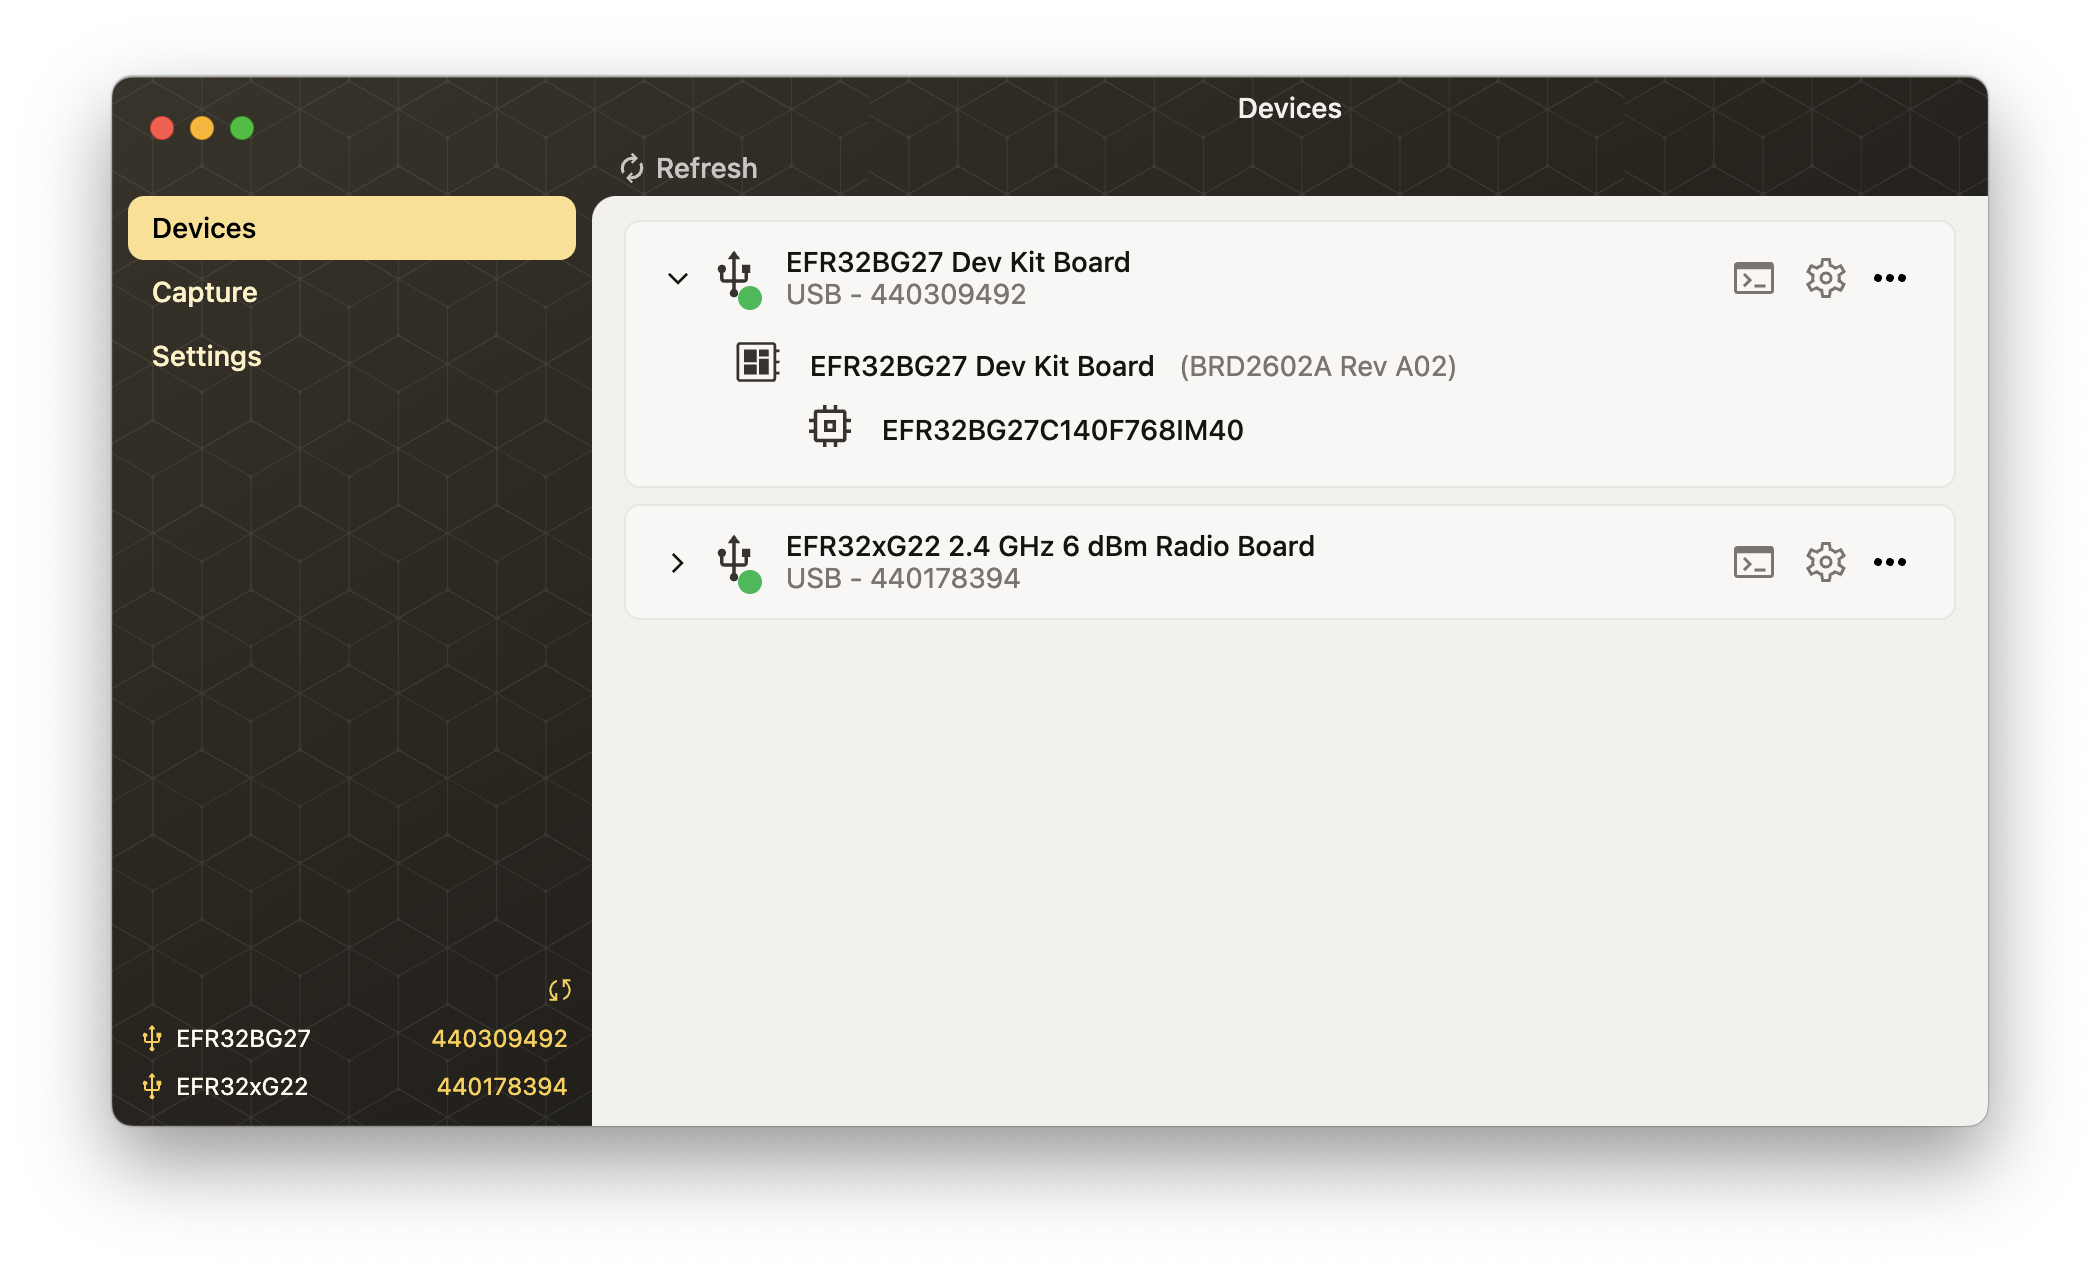 Devices
Refresh
Devices
Capture
Settings
EFR32BG27 Dev Kit Board
USB - 440309492
EFR32BG27 Dev Kit Board (BRD2602A Rev A02)
EFR32BG27C140F768IM40
EFR32xG22 2.4 GHz 6 dBm Radio Board
USB - 440178394
EFR32BG27 440309492
EFR32xG22 440178394